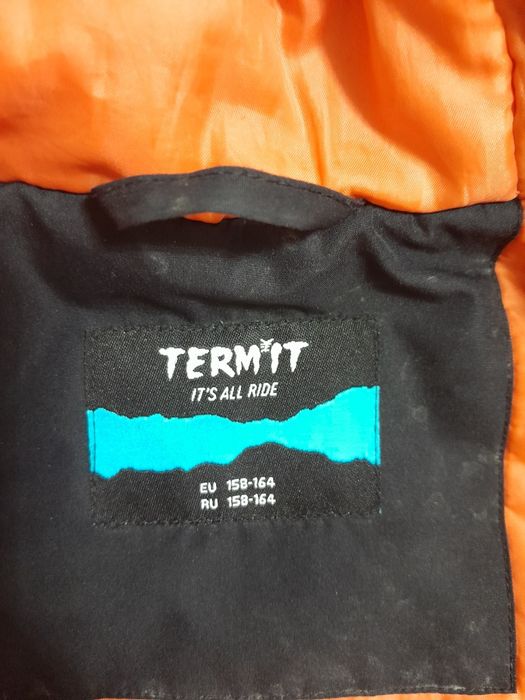 TERMIT
IT'S ALL RIDE
EU 158-164
RU 158-164